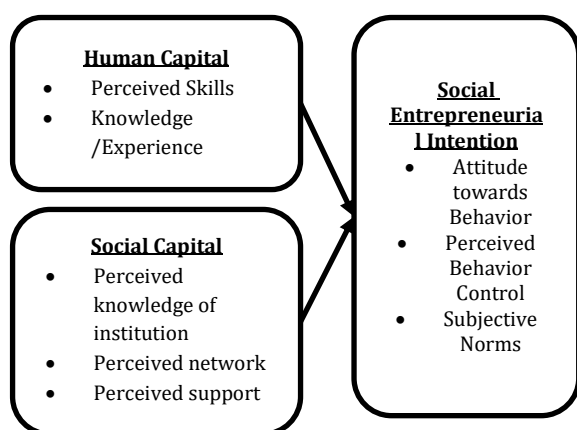 Human Capital
• Perceived Skills
• Knowledge
/Experience
Social Capital
• Perceived
knowledge of
institution
• Perceived network
• Perceived support
Social
Entrepreneuria
l Intention
• Attitude
towards
Behavior
• Perceived
Behavior
Control
• Subjective
Norms